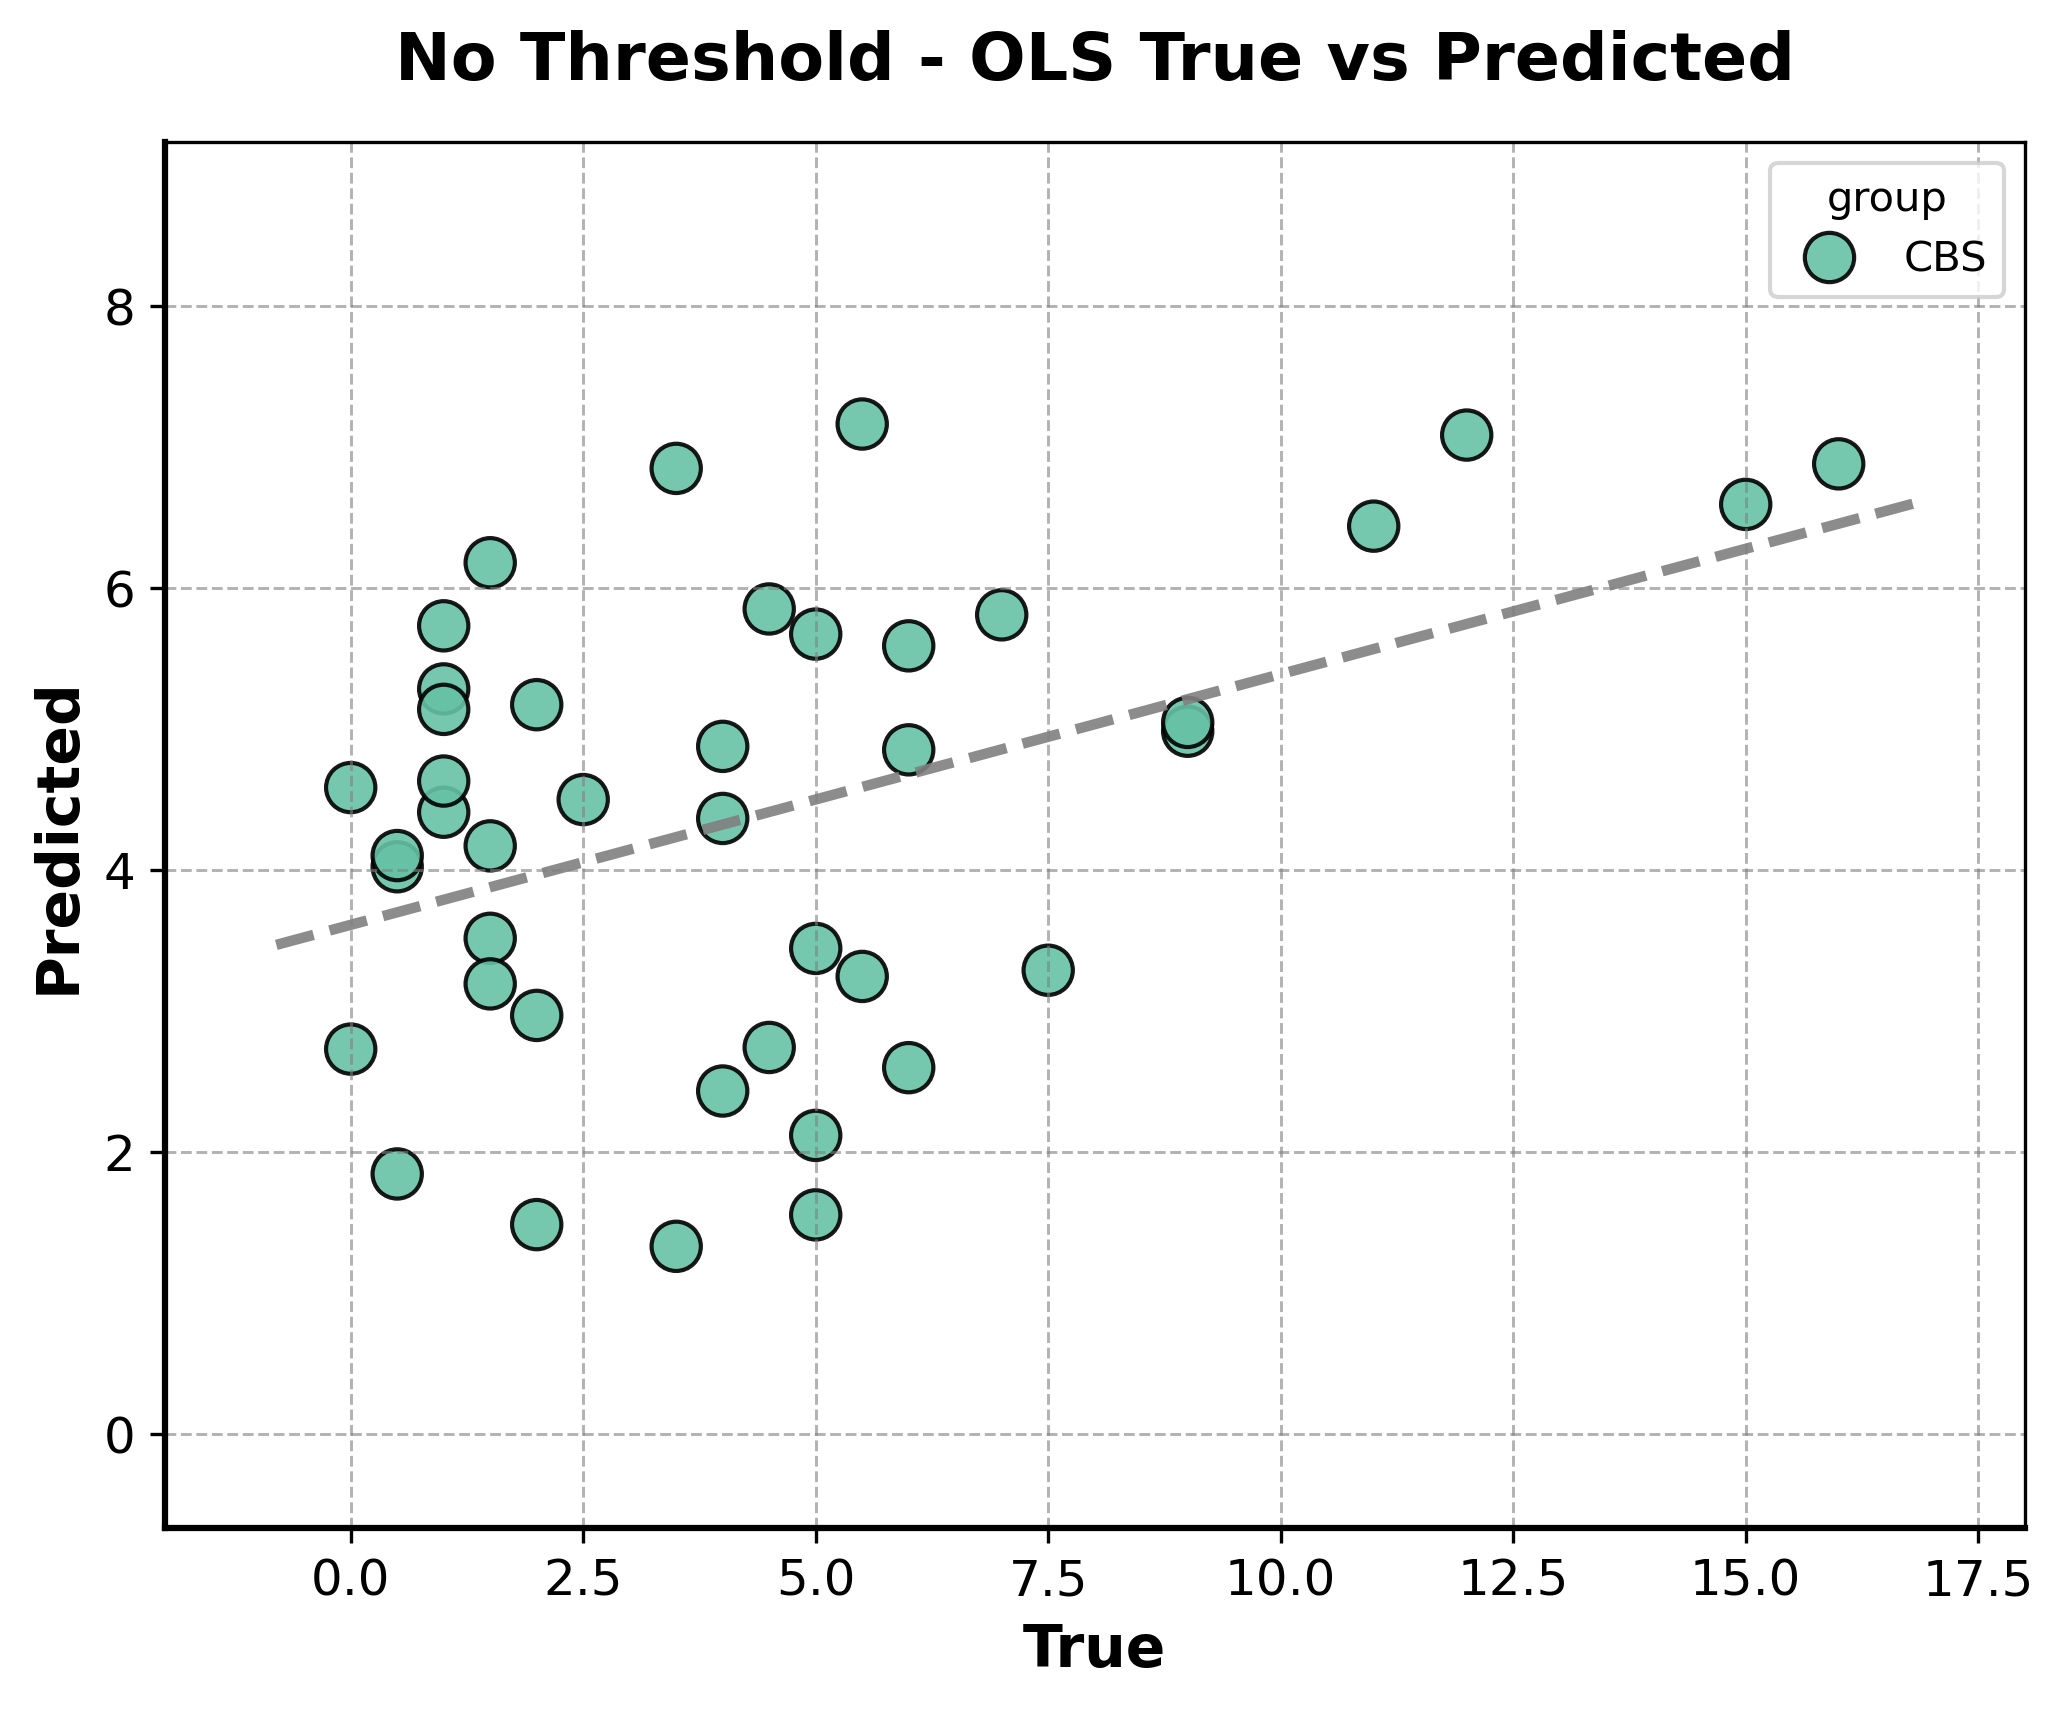 No Threshold - OLS True vs Predicted
group
CBS
Predicted
8
6
4
2
0
0.0 2.5 5.0 7.5 10.0 12.5 15.0 17.5
True